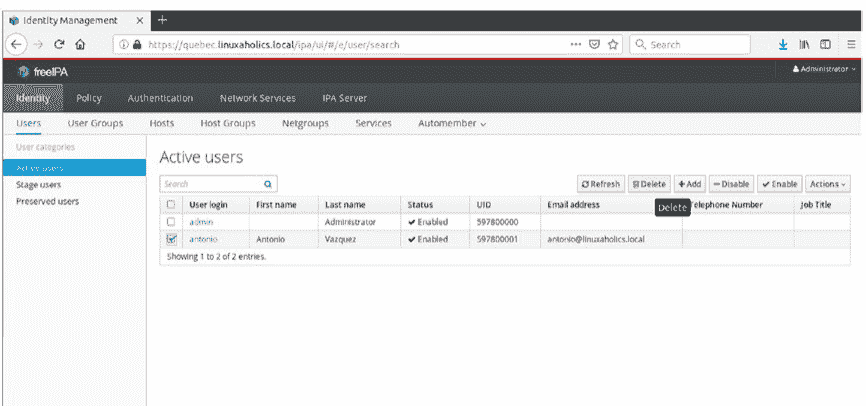 Identity Management × +
https://quebec.linuxaholics.local/ipa/ui/#/e/user/search ••• Search
freeIPA Administrator
Identity Policy Authentication Network Services IPA Server
Users User Groups Hosts Host Groups Netgroups Services Automember
User categories
Active users
Stage users
Preserved users
Active users
Search Refresh Delete +Add Disable Enable Actions
User login First name Last name Status UID Email address Telephone Number Job Title
Delete
admin Administrator ✔ Enabled 597800000
antonio Antonio Vazquez ✔ Enabled 597800001 antonio@linuxaholics.local
Showing 1 to 2 of 2 entries.